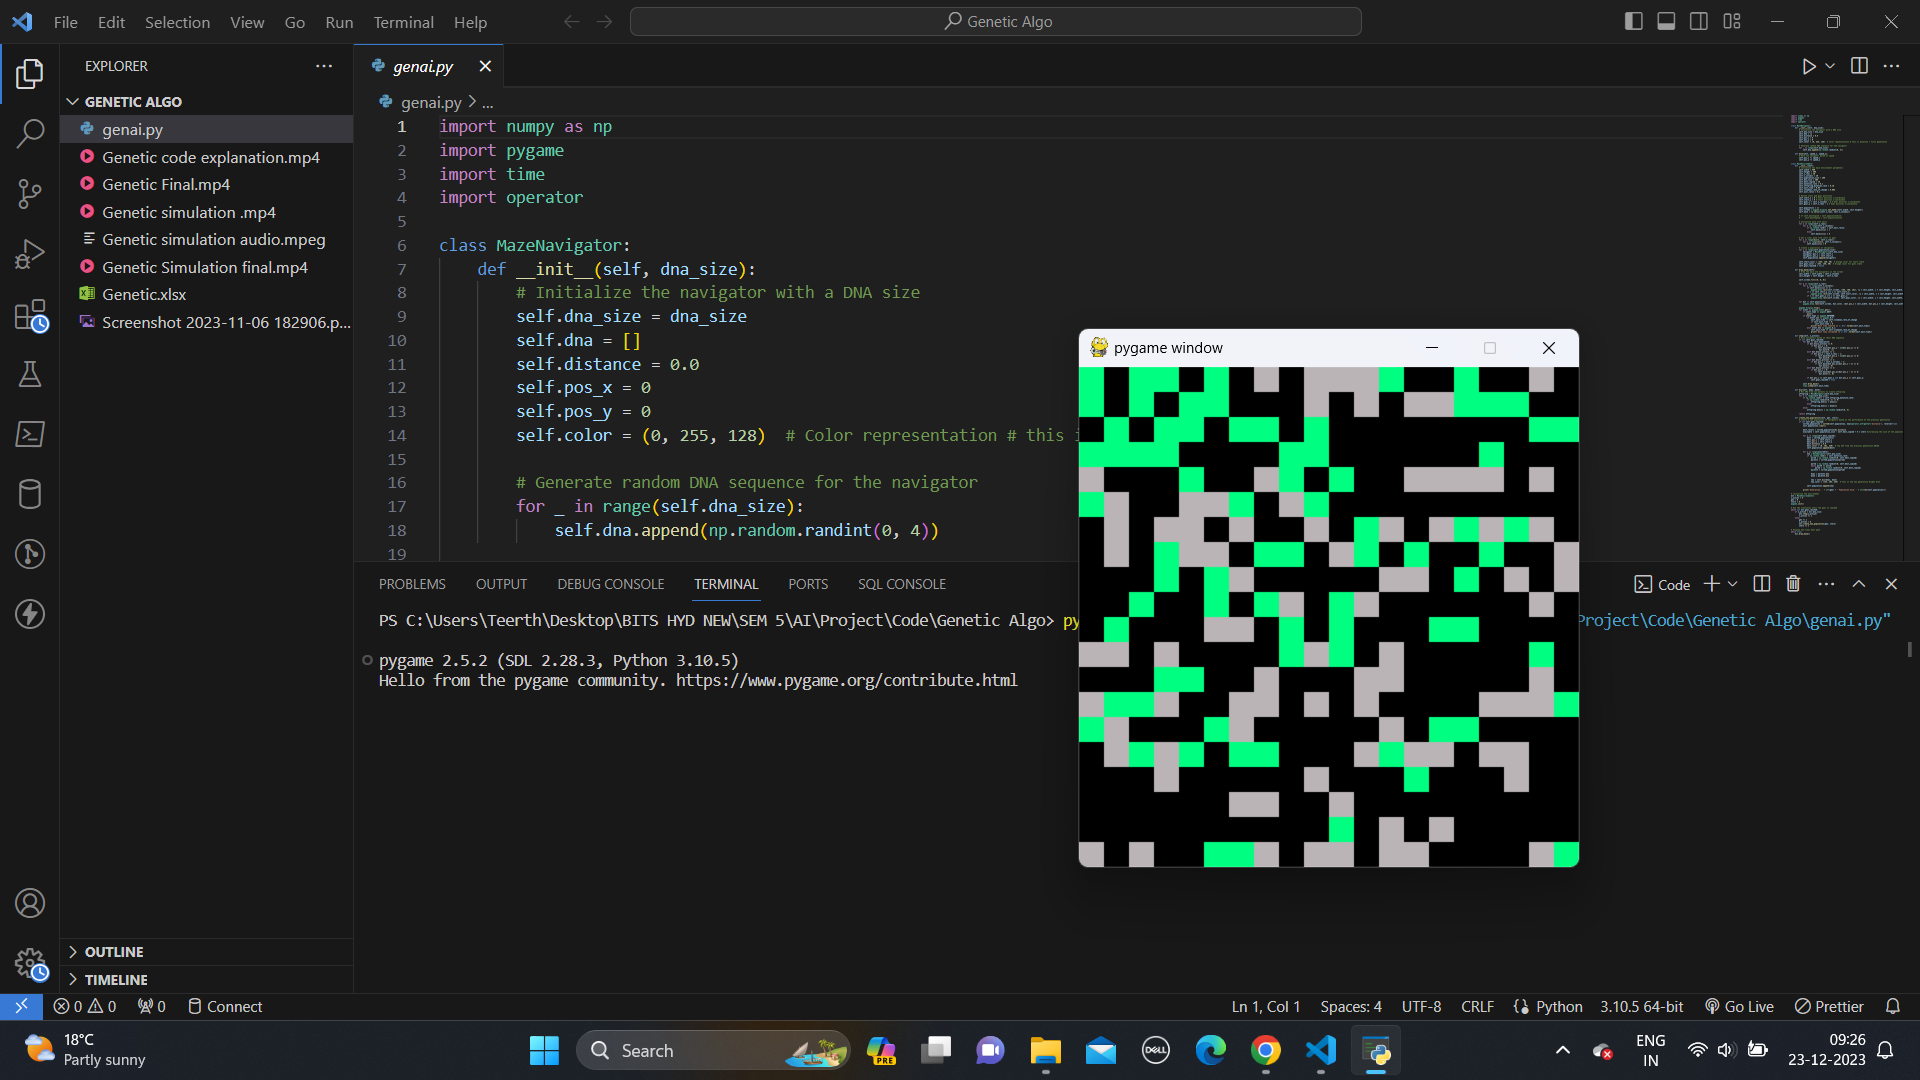 File Edit Selection View Go Run Terminal Help
Genetic Algo
EXPLORER
GENETIC ALGO
genai.py
Genetic code explanation.mp4
Genetic Final.mp4
Genetic simulation .mp4
Genetic simulation audio.mpeg
Genetic Simulation final.mp4
Genetic.xlsx
Screenshot 2023-11-06 182906.p...
OUTLINE
TIMELINE
genai.py
genai.py > ...
1 import numpy as np
2 import pygame
3 import time
4 import operator
5
6 class MazeNavigator:
7 def __init__(self, dna_size):
8 # Initialize the navigator with a DNA size
9 self.dna_size = dna_size
10 self.dna = []
11 self.distance = 0.0
12 self.pos_x = 0
13 self.pos_y = 0
14 self.color = (0, 255, 128) # Color representation # this i
15
16 # Generate random DNA sequence for the navigator
17 for _ in range(self.dna_size):
18 self.dna.append(np.random.randint(0, 4))
19
pygame window
PROBLEMS OUTPUT DEBUG CONSOLE TERMINAL PORTS SQL CONSOLE
Code
PS C:\Users\Teerth\Desktop\BITS HYD NEW\SEM 5\AI\Project\Code\Genetic Algo> py
Project\Code\Genetic Algo\genai.py"
pygame 2.5.2 (SDL 2.28.3, Python 3.10.5)
Hello from the pygame community. https://www.pygame.org/contribute.html
0 0 0 Connect
Ln 1, Col 1 Spaces: 4 UTF-8 CRLF Python 3.10.5 64-bit Go Live Prettier
18°C
Partly sunny
Search
PRE
DELL
ENG
IN
09:26
23-12-2023